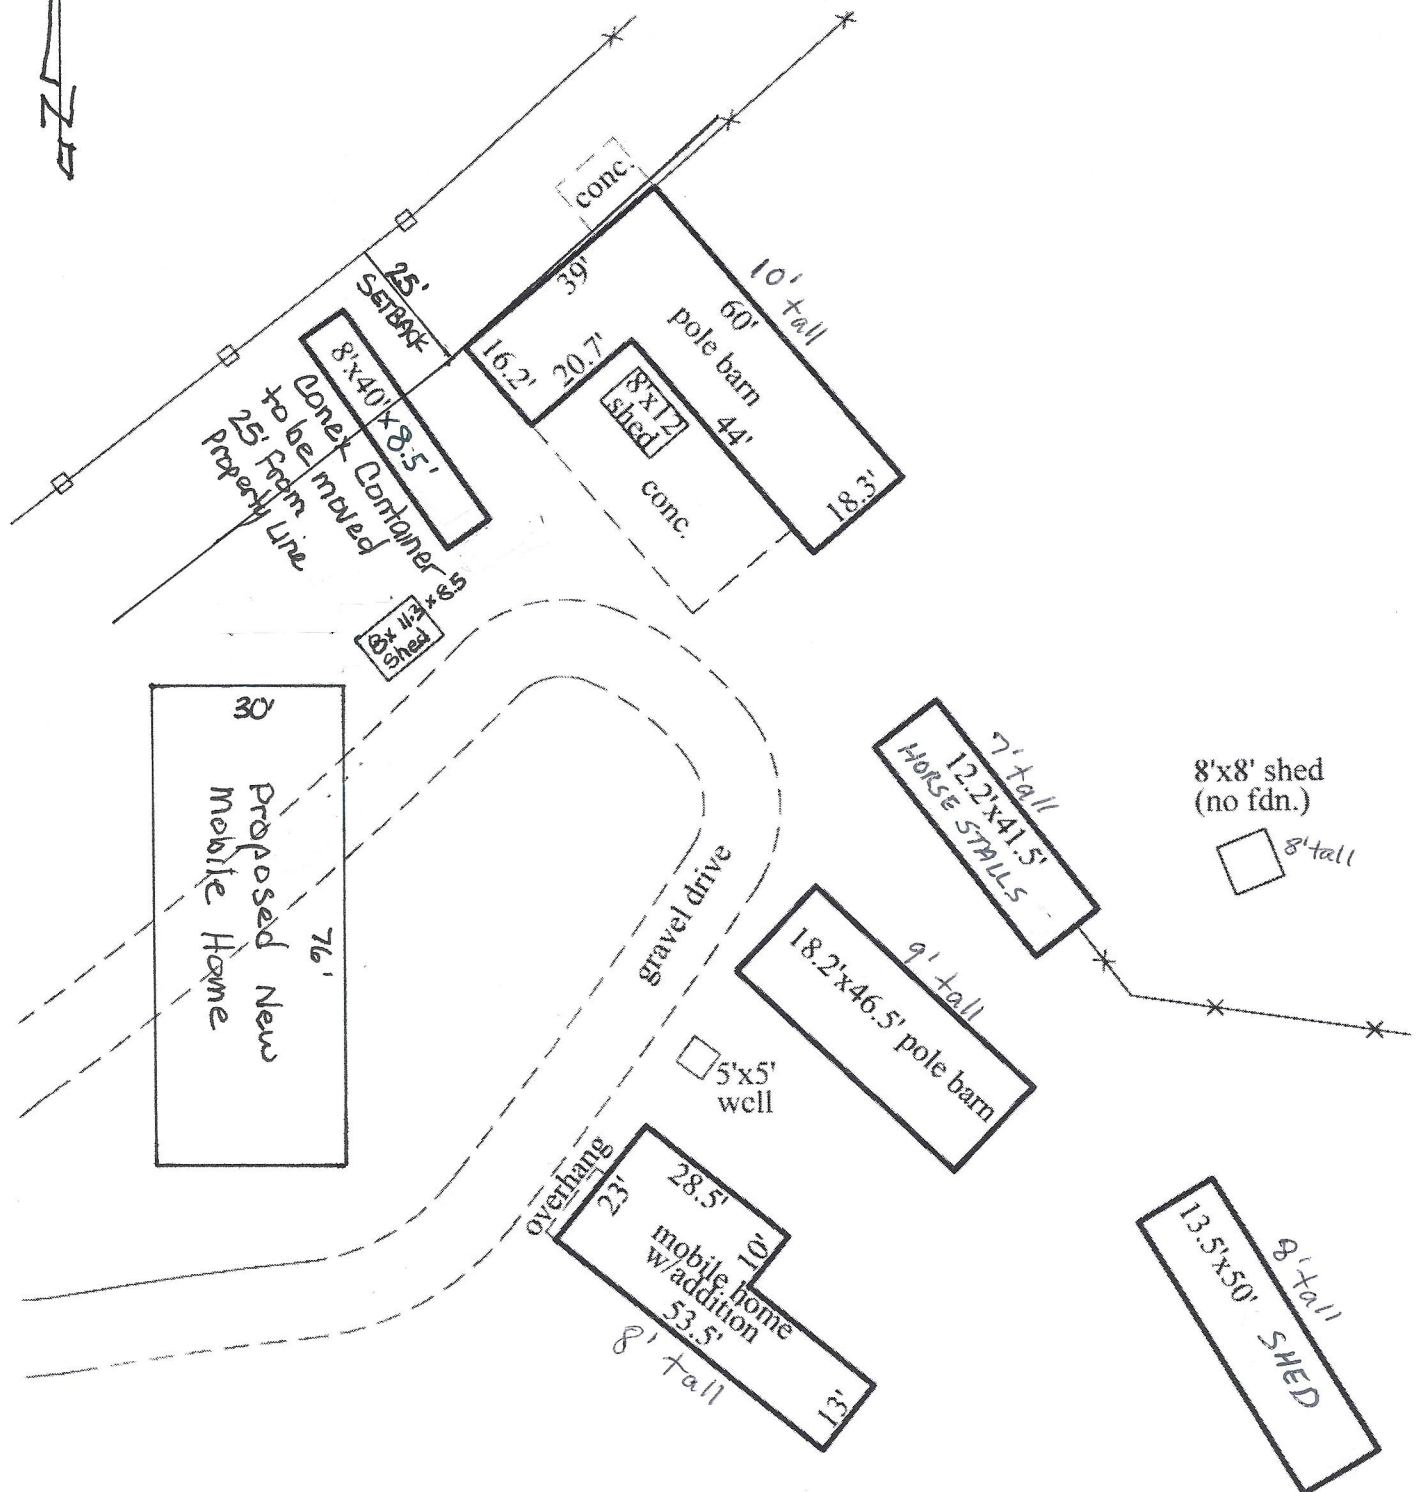 N
conc.
25'
SETBACK
39'
10' tall
60'
pole barn
16.2'
20.7'
8'x12
shed
44'
18.3'
conc.
8'x40'x8.5'
Conex Container
to be moved
25' from
Property Line
8x 11.3 x 8.5
Shed
30'
Proposed New
Mobile Home
76'
gravel drive
7' tall
12.2'x41.5'
HORSE STALLS
8'x8' shed
(no fdn.)
8' tall
9' tall
18.2'x46.5' pole barn
5'x5'
well
overhang
23'
28.5'
10'
mobile home
w/addition
53.5'
8' tall
13'
13.5'x50' SHED
8' tall